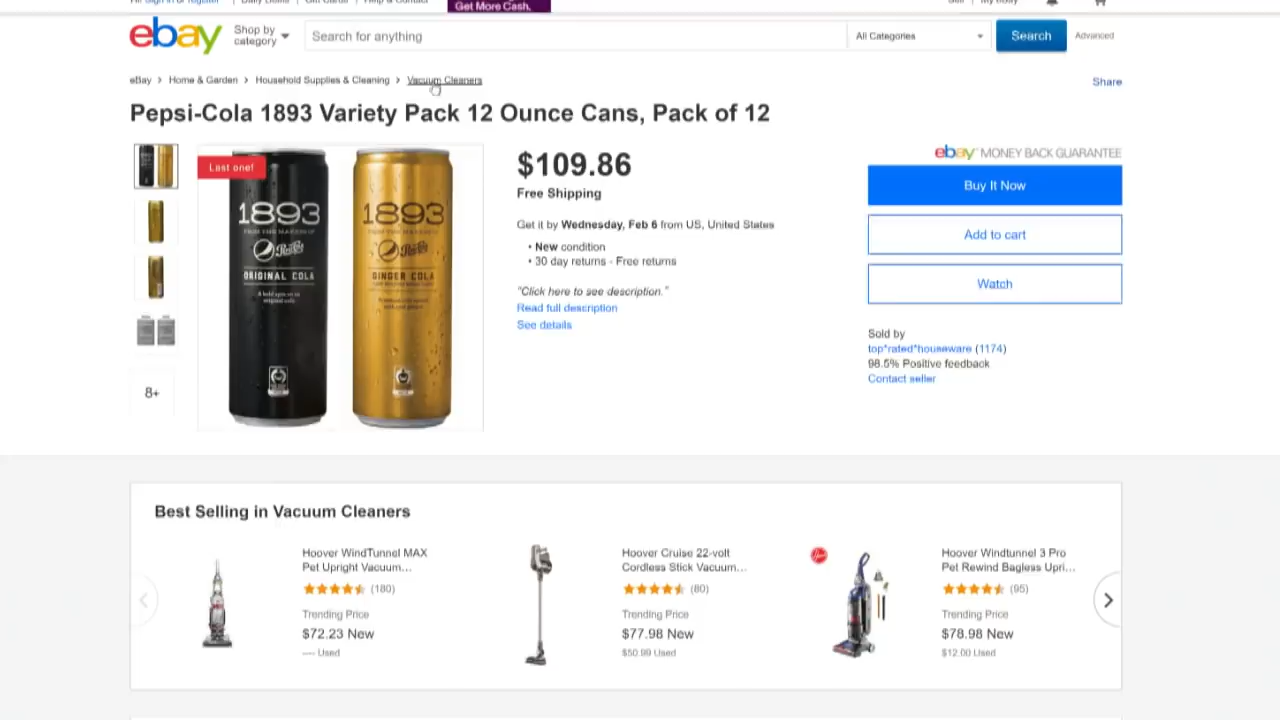 Get More Cash.
ebay
Shop by category
Search for anything
All Categories
Search
Advanced
eBay > Home & Garden > Household Supplies & Cleaning > Vacuum Cleaners
Share
Pepsi-Cola 1893 Variety Pack 12 Ounce Cans, Pack of 12
Last one!
1893
ORIGINAL COLA
1893
GINGER COLA
8+
$109.86
Free Shipping
Get it by Wednesday, Feb 6 from US, United States
• New condition
• 30 day returns - Free returns
"Click here to see description."
Read full description
See details
ebay MONEY BACK GUARANTEE
Buy It Now
Add to cart
Watch
Sold by
top*rated*houseware (1174)
98.5% Positive feedback
Contact seller
Best Selling in Vacuum Cleaners
Hoover WindTunnel MAX
Pet Upright Vacuum...
(180)
Trending Price
$72.23 New
---- Used
Hoover Cruise 22-volt
Cordless Stick Vacuum...
(80)
Trending Price
$77.98 New
$50.99 Used
Hoover Windtunnel 3 Pro
Pet Rewind Bagless Upri...
(95)
Trending Price
$78.98 New
$12.00 Used